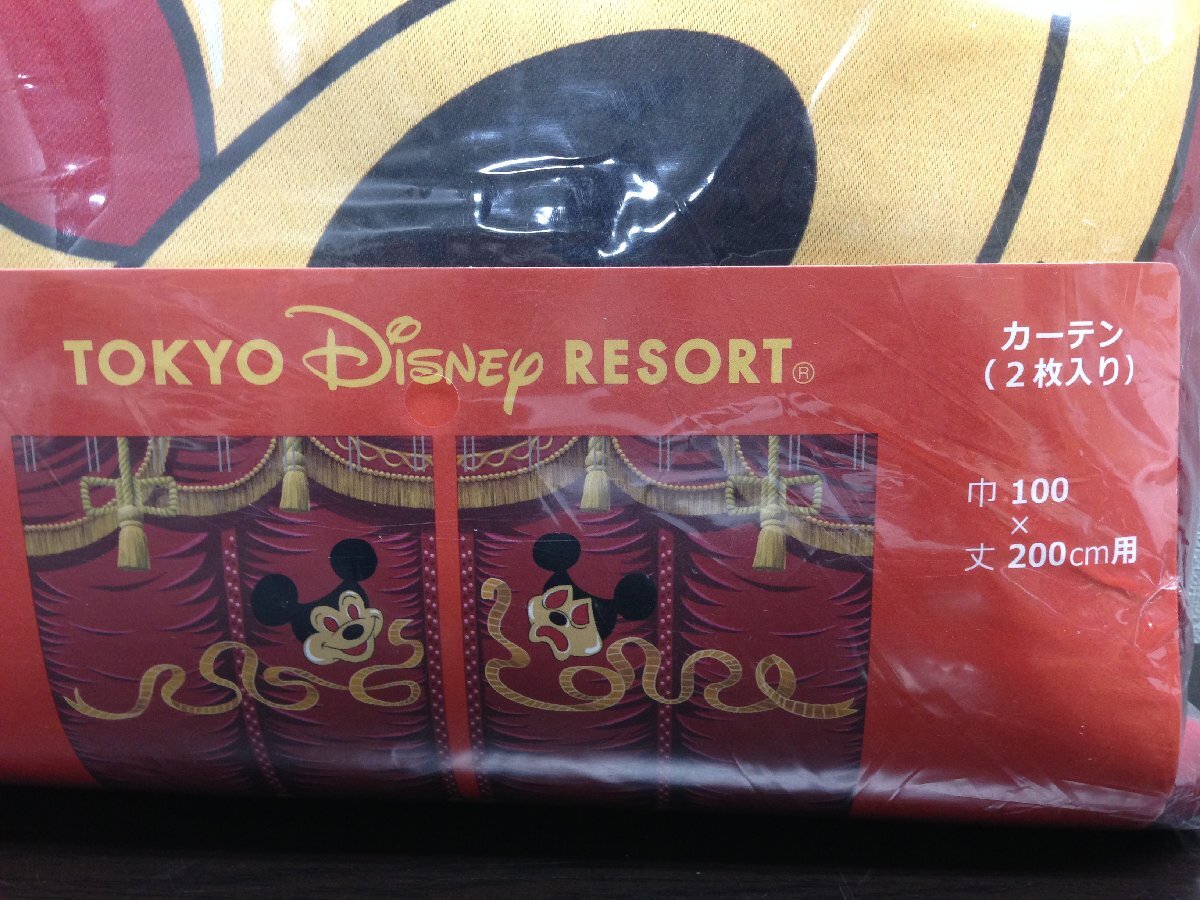 TOKYO Disney RESORT®
カーテン
(2枚入り)
巾 100
×
丈 200cm用